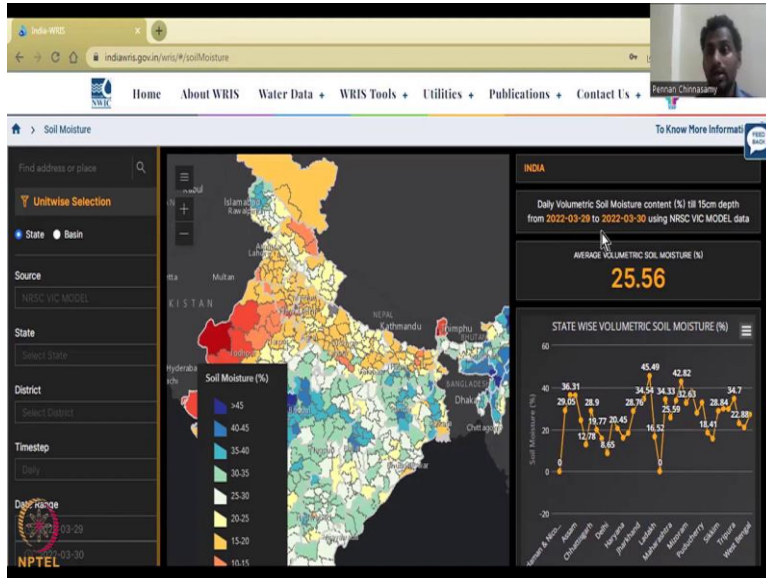 India-WRIS
indiawris.gov.in/wris/#/soilMoisture
Pennan Chinnasamy
NWIC
Home About WRIS Water Data + WRIS Tools + Utilities + Publications + Contact Us +
> Soil Moisture
To Know More Informati
FEED BACK
Find address or place
Unitwise Selection
State Basin
Source
NRSC VIC MODEL
State
Select State
District
Select District
Timestep
Daily
Date Range
2022-03-29
2022-03-30
NPTEL
Islamabad
Multan
NEPAL
Kathmandu
Thimphu
BHUTAN
BANGLADESH
Dhaka
Chittagong
Soil Moisture (%)
>45
40-45
35-40
30-35
25-30
20-25
15-20
10-15
INDIA
Daily Volumetric Soil Moisture content (%) till 15cm depth
from 2022-03-29 to 2022-03-30 using NRSC VIC MODEL data
AVERAGE VOLUMETRIC SOIL MOISTURE (%)
25.56
STATE WISE VOLUMETRIC SOIL MOISTURE (%)
Soil Moisture (%)
60
40
20
0
-20
0
29.05
36.31
12.78
28.9
19.77
8.65
20.45
28.76
34.54
45.49
16.52
0
34.33
25.59
42.82
32.63
18.41
28.84
34.7
22.88
Assam
Chhattisgarh
Delhi
Haryana
Jharkhand
Ladakh
Maharashtra
Mizoram
Puducherry
Sikkim
Tripura
West Bengal